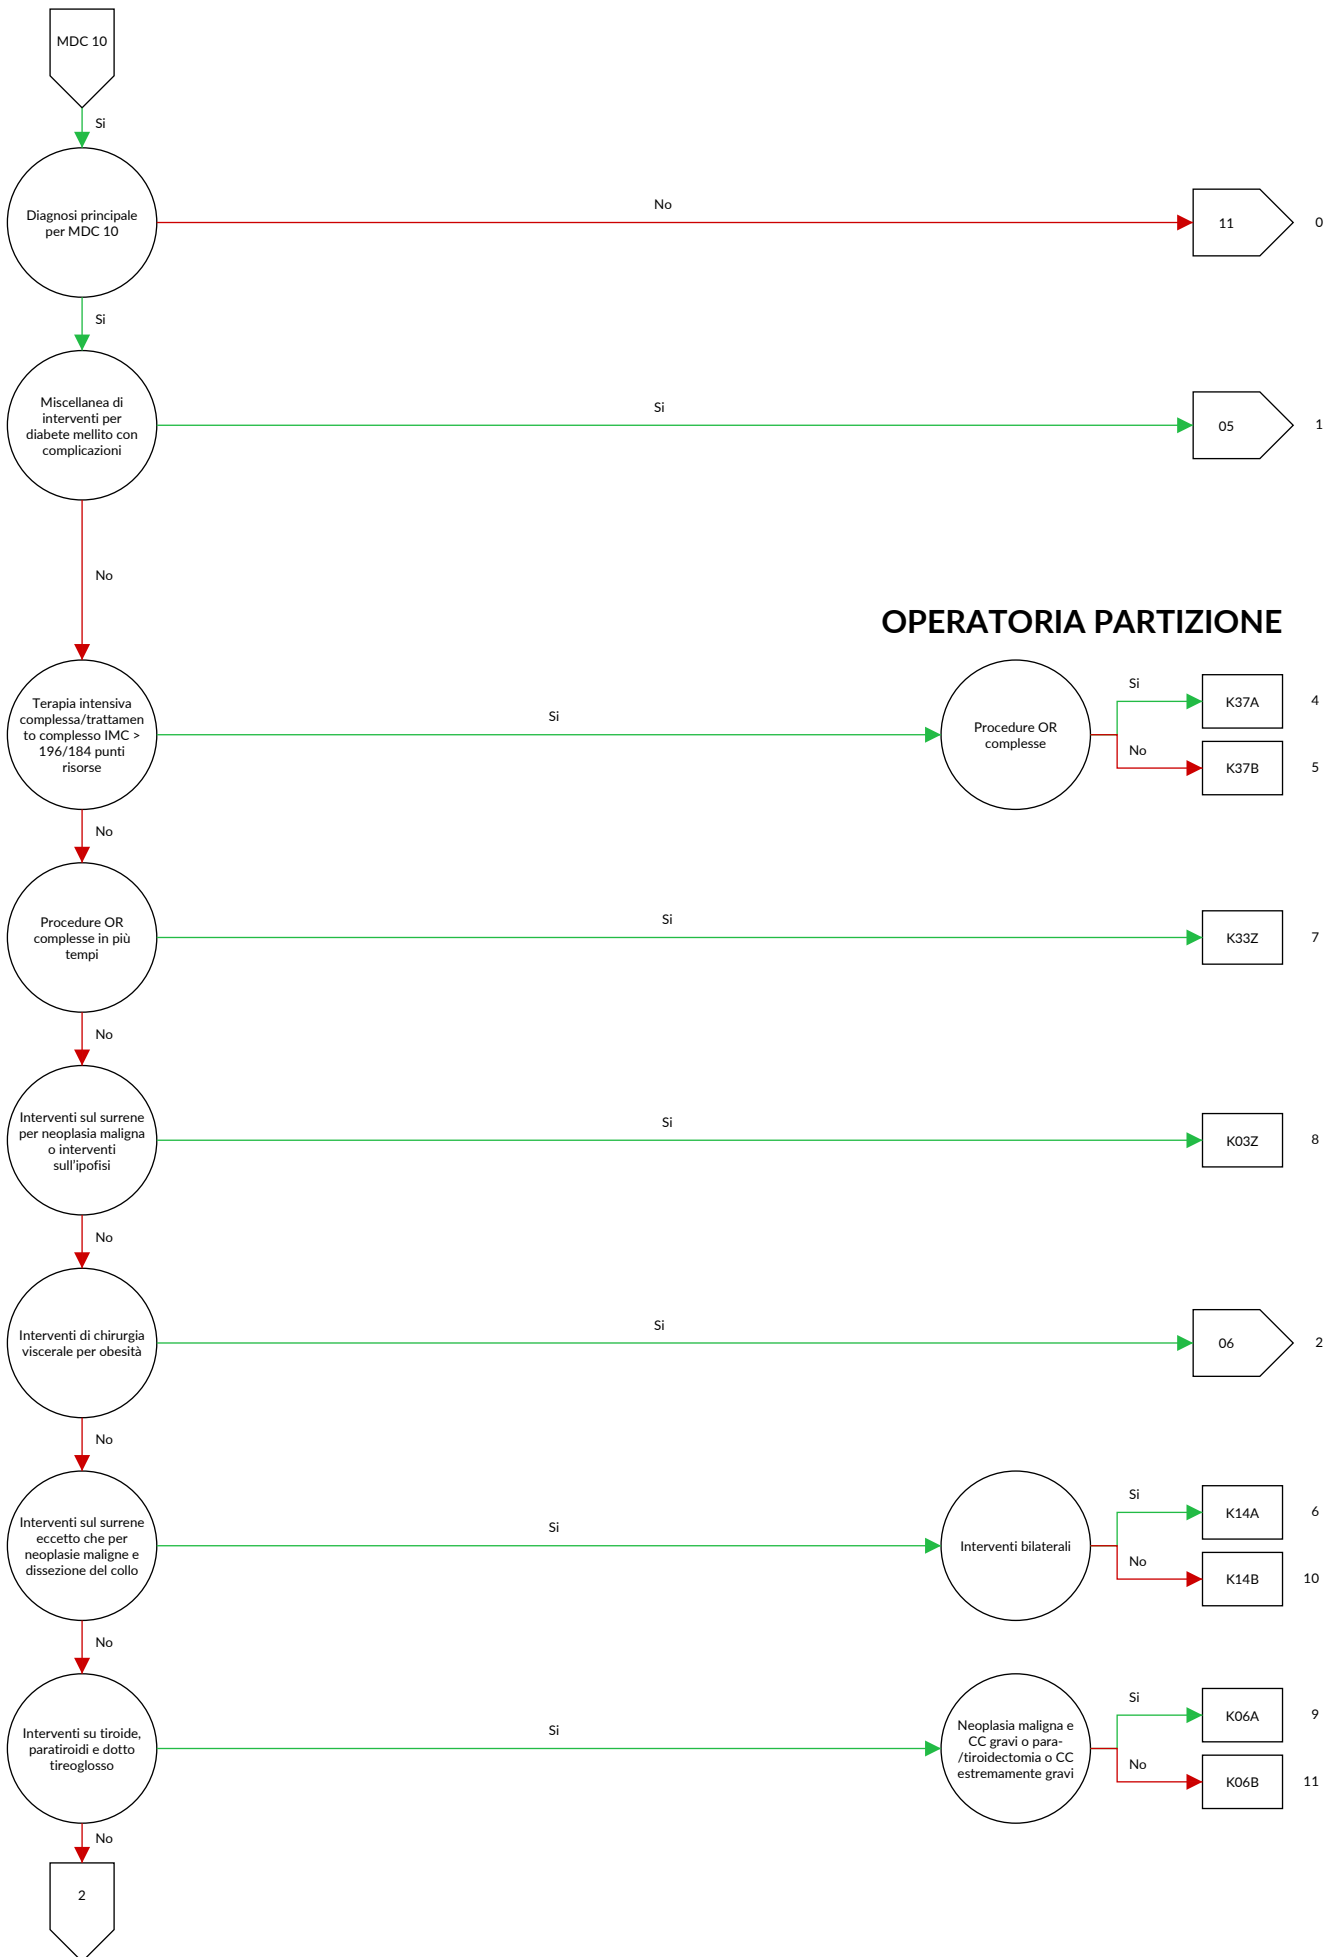 MDC 10
Si
Diagnosi principale
per MDC 10
No
11
0
Si
Miscellanea di
interventi per
diabete mellito con
complicazioni
Si
05
1
No
OPERATORIA PARTIZIONE
Terapia intensiva
complessa/trattamen
to complesso IMC >
196/184 punti
risorse
Si
Procedure OR
complesse
Si
K37A
4
No
K37B
5
No
Procedure OR
complesse in più
tempi
Si
K33Z
7
No
Interventi sul surrene
per neoplasia maligna
o interventi
sull'ipofisi
Si
K03Z
8
No
Interventi di chirurgia
viscerale per obesità
Si
06
2
No
Interventi sul surrene
eccetto che per
neoplasie maligne e
dissezione del collo
Si
Interventi bilaterali
Si
K14A
6
No
K14B
10
No
Interventi su tiroide,
paratiroidi e dotto
tireoglosso
Si
Neoplasia maligna e
CC gravi o para-
/tiroidectomia o CC
estremamente gravi
Si
K06A
9
No
K06B
11
No
2